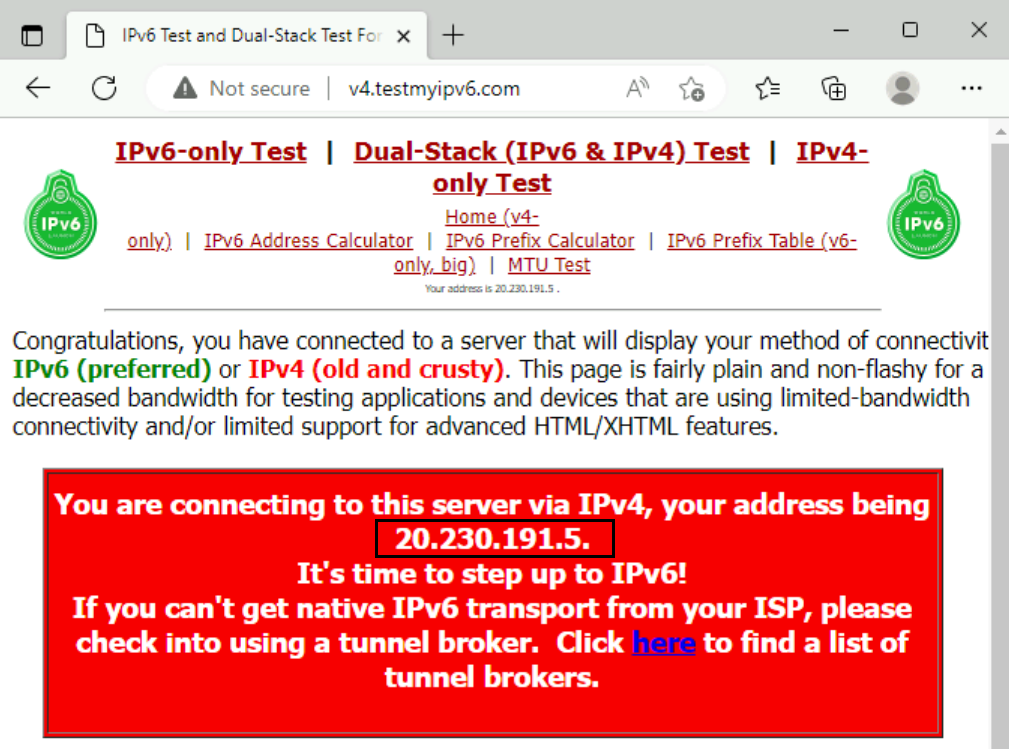 IPv6 Test and Dual-Stack Test For
Not secure | v4.testmyipv6.com
IPv6-only Test | Dual-Stack (IPv6 & IPv4) Test | IPv4-
only Test
Home (v4-
only) | IPv6 Address Calculator | IPv6 Prefix Calculator | IPv6 Prefix Table (v6-
only, big) | MTU Test
Your address is 20.230.191.5 .
WORLD
IPv6
LAUNCH
WORLD
IPv6
LAUNCH
Congratulations, you have connected to a server that will display your method of connectivit
IPv6 (preferred) or IPv4 (old and crusty). This page is fairly plain and non-flashy for a
decreased bandwidth for testing applications and devices that are using limited-bandwidth
connectivity and/or limited support for advanced HTML/XHTML features.
You are connecting to this server via IPv4, your address being
20.230.191.5.
It's time to step up to IPv6!
If you can't get native IPv6 transport from your ISP, please
check into using a tunnel broker. Click here to find a list of
tunnel brokers.